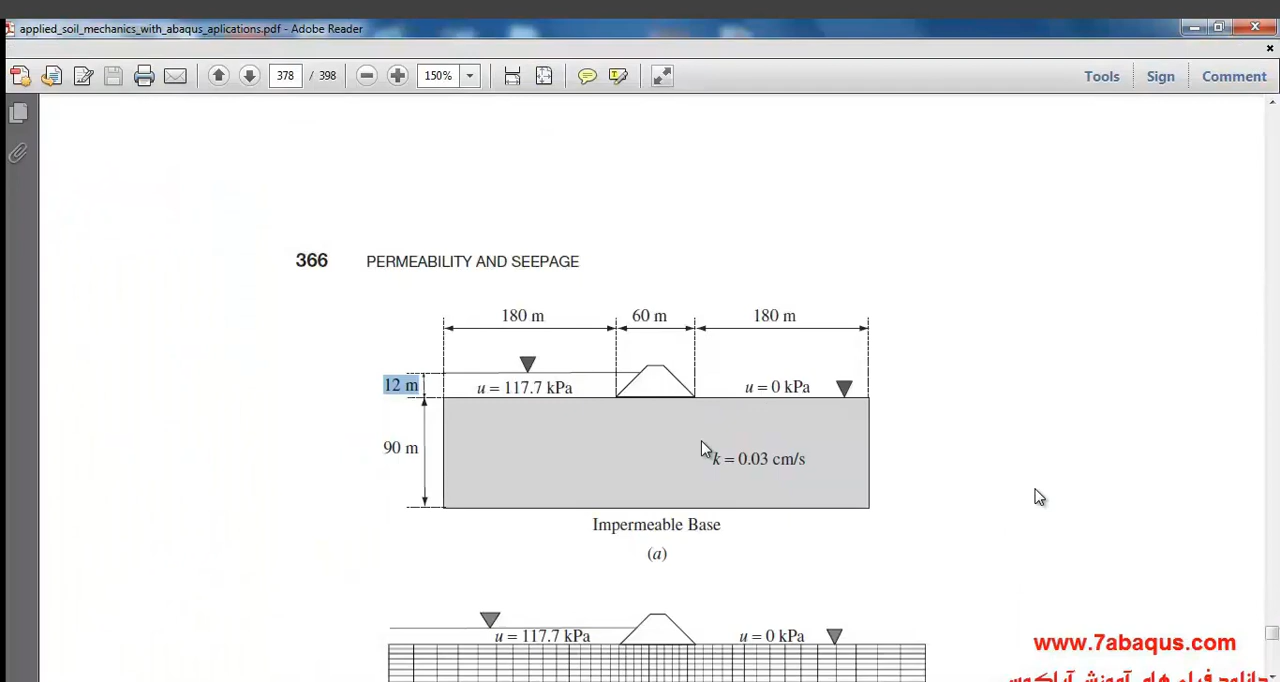 applied_soil_mechanics_with_abaqus_aplications.pdf - Adobe Reader
378 / 398 150% Tools Sign Comment
366 PERMEABILITY AND SEEPAGE
180 m 60 m 180 m
12 m u = 117.7 kPa u = 0 kPa
90 m k = 0.03 cm/s
Impermeable Base
(a)
u = 117.7 kPa u = 0 kPa
www.7abaqus.com